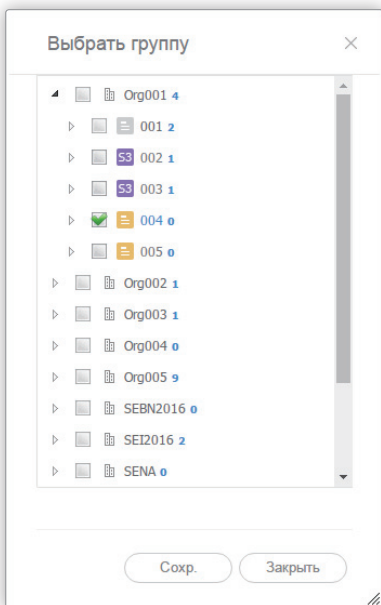 Выбрать группу
Org001 4
001 2
S3 002 1
S3 003 1
004 0
005 0
Org002 1
Org003 1
Org004 0
Org005 9
SEBN2016 0
SEI2016 2
SENA 0
Сохр. Закрыть